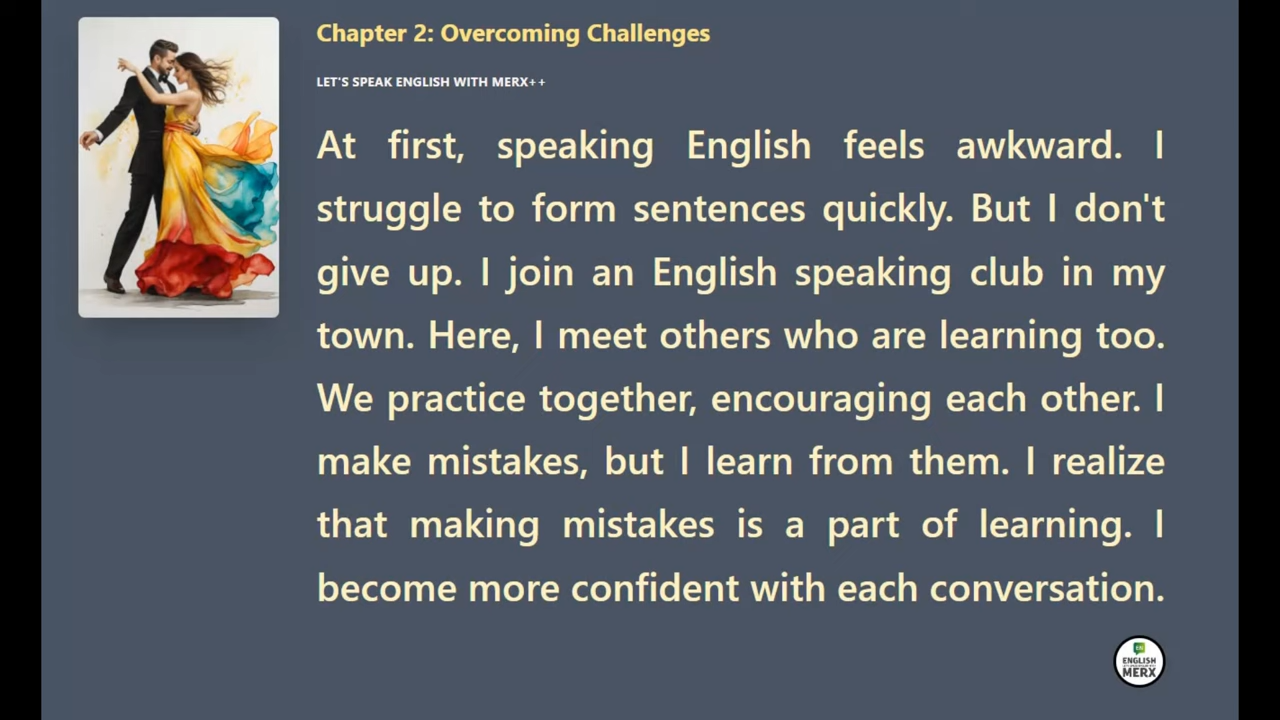 Chapter 2: Overcoming Challenges
LET'S SPEAK ENGLISH WITH MERX++
At first, speaking English feels awkward. I
struggle to form sentences quickly. But I don't
give up. I join an English speaking club in my
town. Here, I meet others who are learning too.
We practice together, encouraging each other. I
make mistakes, but I learn from them. I realize
that making mistakes is a part of learning. I
become more confident with each conversation.
EN
ENGLISH
MERX